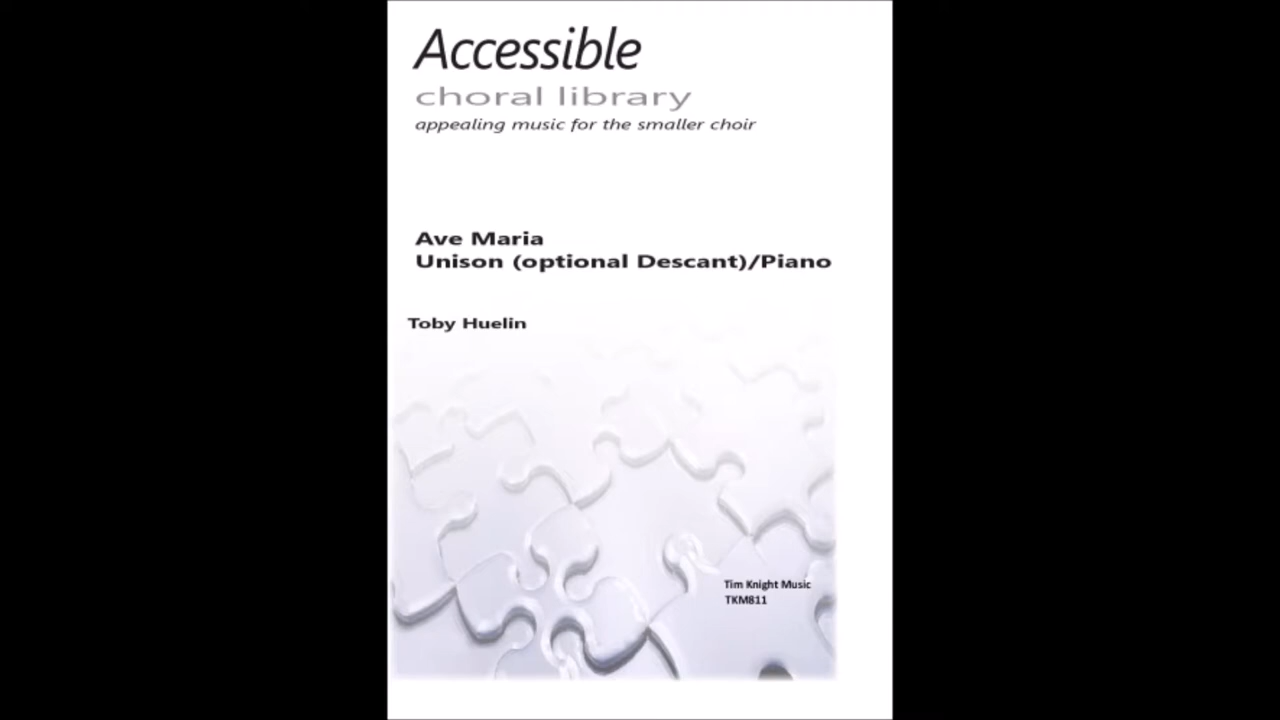 Accessible
choral library
appealing music for the smaller choir
Ave Maria
Unison (optional Descant)/Piano
Toby Huelin
Tim Knight Music
TKM811